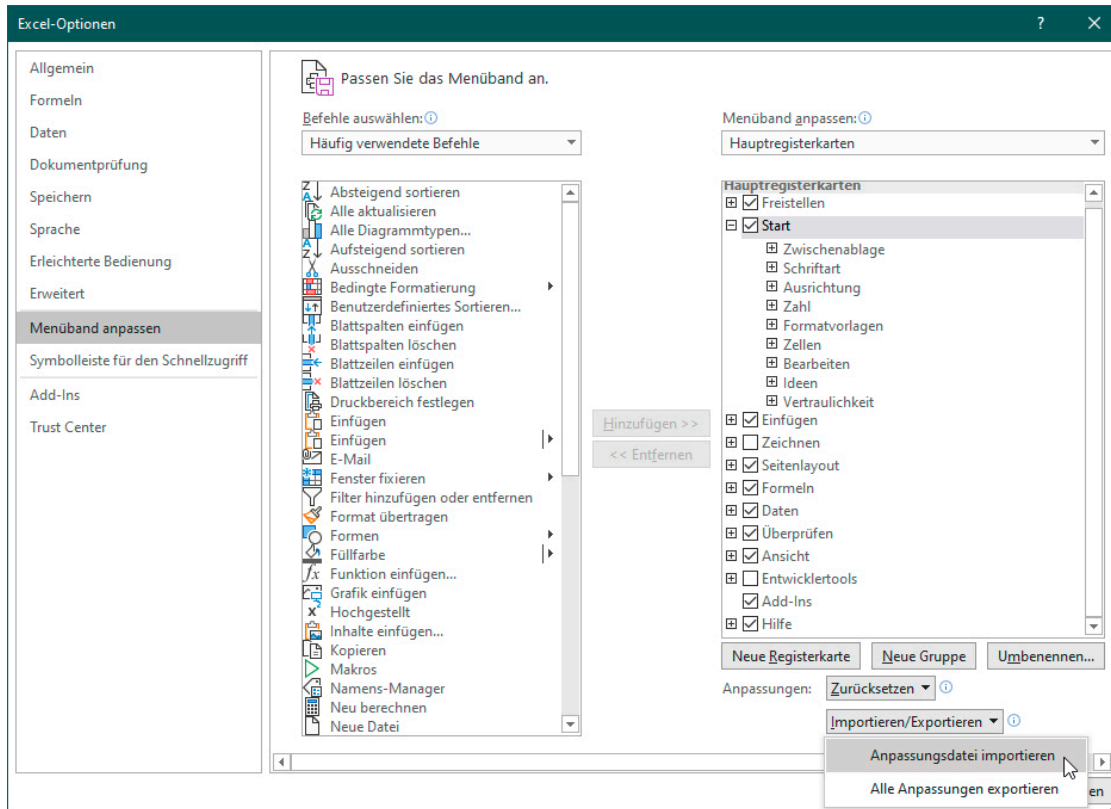 Excel-Optionen
?
Allgemein
Formeln
Daten
Dokumentprüfung
Speichern
Sprache
Erleichterte Bedienung
Erweitert
Menüband anpassen
Symbolleiste für den Schnellzugriff
Add-Ins
Trust Center
Passen Sie das Menüband an.
Befehle auswählen:
Häufig verwendete Befehle
Absteigend sortieren
Alle aktualisieren
Alle Diagrammtypen...
Aufsteigend sortieren
Ausschneiden
Bedingte Formatierung
Benutzerdefiniertes Sortieren...
Blattspalten einfügen
Blattspalten löschen
Blattzeilen einfügen
Blattzeilen löschen
Druckbereich festlegen
Einfügen
Einfügen
E-Mail
Fenster fixieren
Filter hinzufügen oder entfernen
Format übertragen
Formen
Füllfarbe
Funktion einfügen...
Grafik einfügen
Hochgestellt
Inhalte einfügen...
Kopieren
Makros
Namens-Manager
Neu berechnen
Neue Datei
Hinzufügen >>
<< Entfernen
Menüband anpassen:
Hauptregisterkarten
Hauptregisterkarten
Freistellen
Start
Zwischenablage
Schriftart
Ausrichtung
Zahl
Formatvorlagen
Zellen
Bearbeiten
Ideen
Vertraulichkeit
Einfügen
Zeichnen
Seitenlayout
Formeln
Daten
Überprüfen
Ansicht
Entwicklertools
Add-Ins
Hilfe
Neue Registerkarte
Neue Gruppe
Umbenennen...
Anpassungen:
Zurücksetzen
Importieren/Exportieren
Anpassungsdatei importieren
Alle Anpassungen exportieren
en